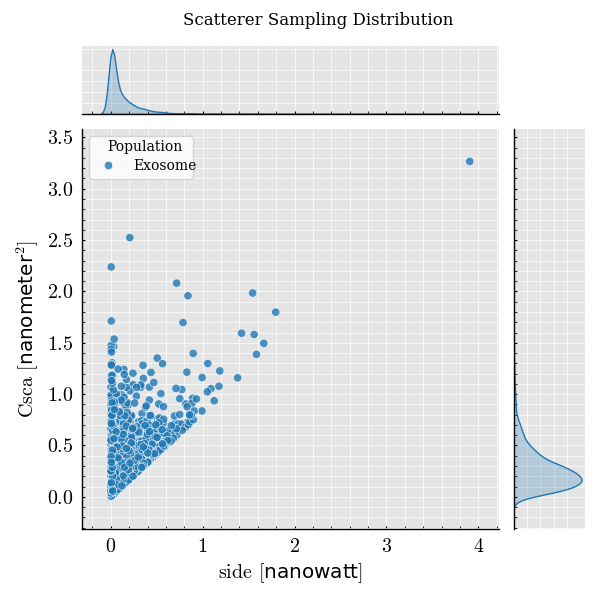 Scatterer Sampling Distribution
Population
Exosome
3.5
3.0
2.5
2.0
1.5
1.0
0.5
0.0
Csca [nanometer²]
0 1 2 3 4
side [nanowatt]